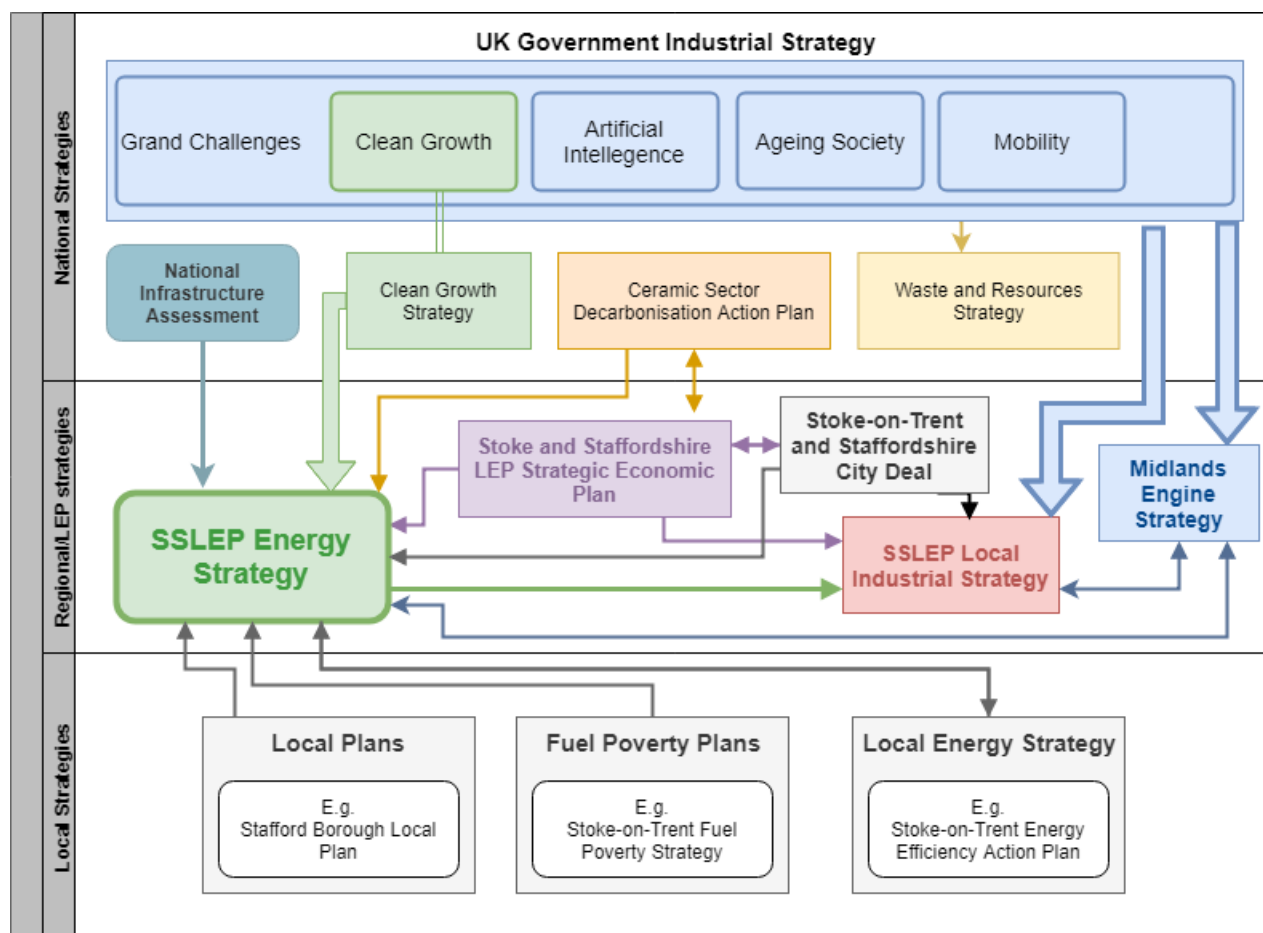 UK Government Industrial Strategy
National Strategies
Grand Challenges
Clean Growth
Artificial
Intellegence
Ageing Society
Mobility
National
Infrastructure
Assessment
Clean Growth
Strategy
Ceramic Sector
Decarbonisation Action Plan
Waste and Resources
Strategy
Regional/LEP strategies
Stoke and Staffordshire
LEP Strategic Economic
Plan
Stoke-on-Trent
and Staffordshire
City Deal
Midlands
Engine
Strategy
SSLEP Energy
Strategy
SSLEP Local
Industrial Strategy
Local Strategies
Local Plans
E.g.
Stafford Borough Local
Plan
Fuel Poverty Plans
E.g.
Stoke-on-Trent Fuel
Poverty Strategy
Local Energy Strategy
E.g.
Stoke-on-Trent Energy
Efficiency Action Plan